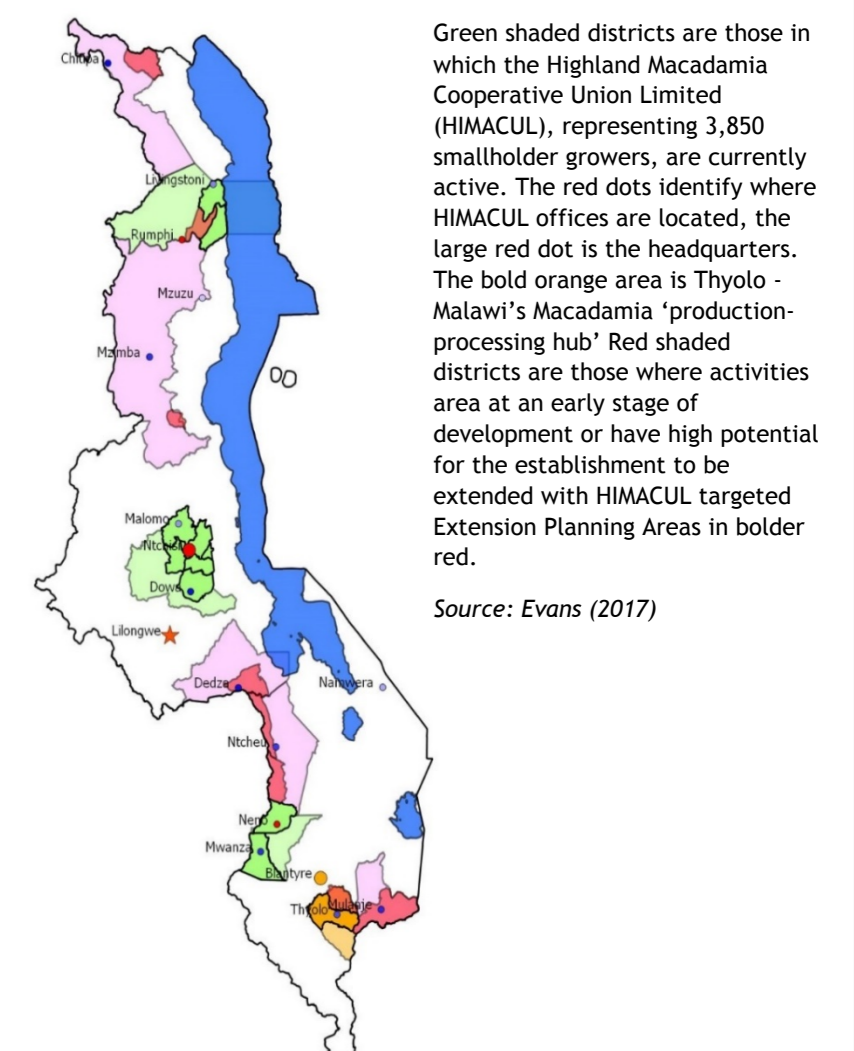 Green shaded districts are those in
which the Highland Macadamia
Cooperative Union Limited
(HIMACUL), representing 3,850
smallholder growers, are currently
active. The red dots identify where
HIMACUL offices are located, the
large red dot is the headquarters.
The bold orange area is Thyolo -
Malawi’s Macadamia ‘production-
processing hub’ Red shaded
districts are those where activities
area at an early stage of
development or have high potential
for the establishment to be
extended with HIMACUL targeted
Extension Planning Areas in bolder
red.
Source: Evans (2017)
Chitipa
Livingstoni
Rumphi
Mzuzu
Mzimba
Malomo
Ntchisi
Dowa
Lilongwe
Dedza
Namwera
Ntcheu
Neno
Mwanza
Blantyre
Thyolo
Mulanje